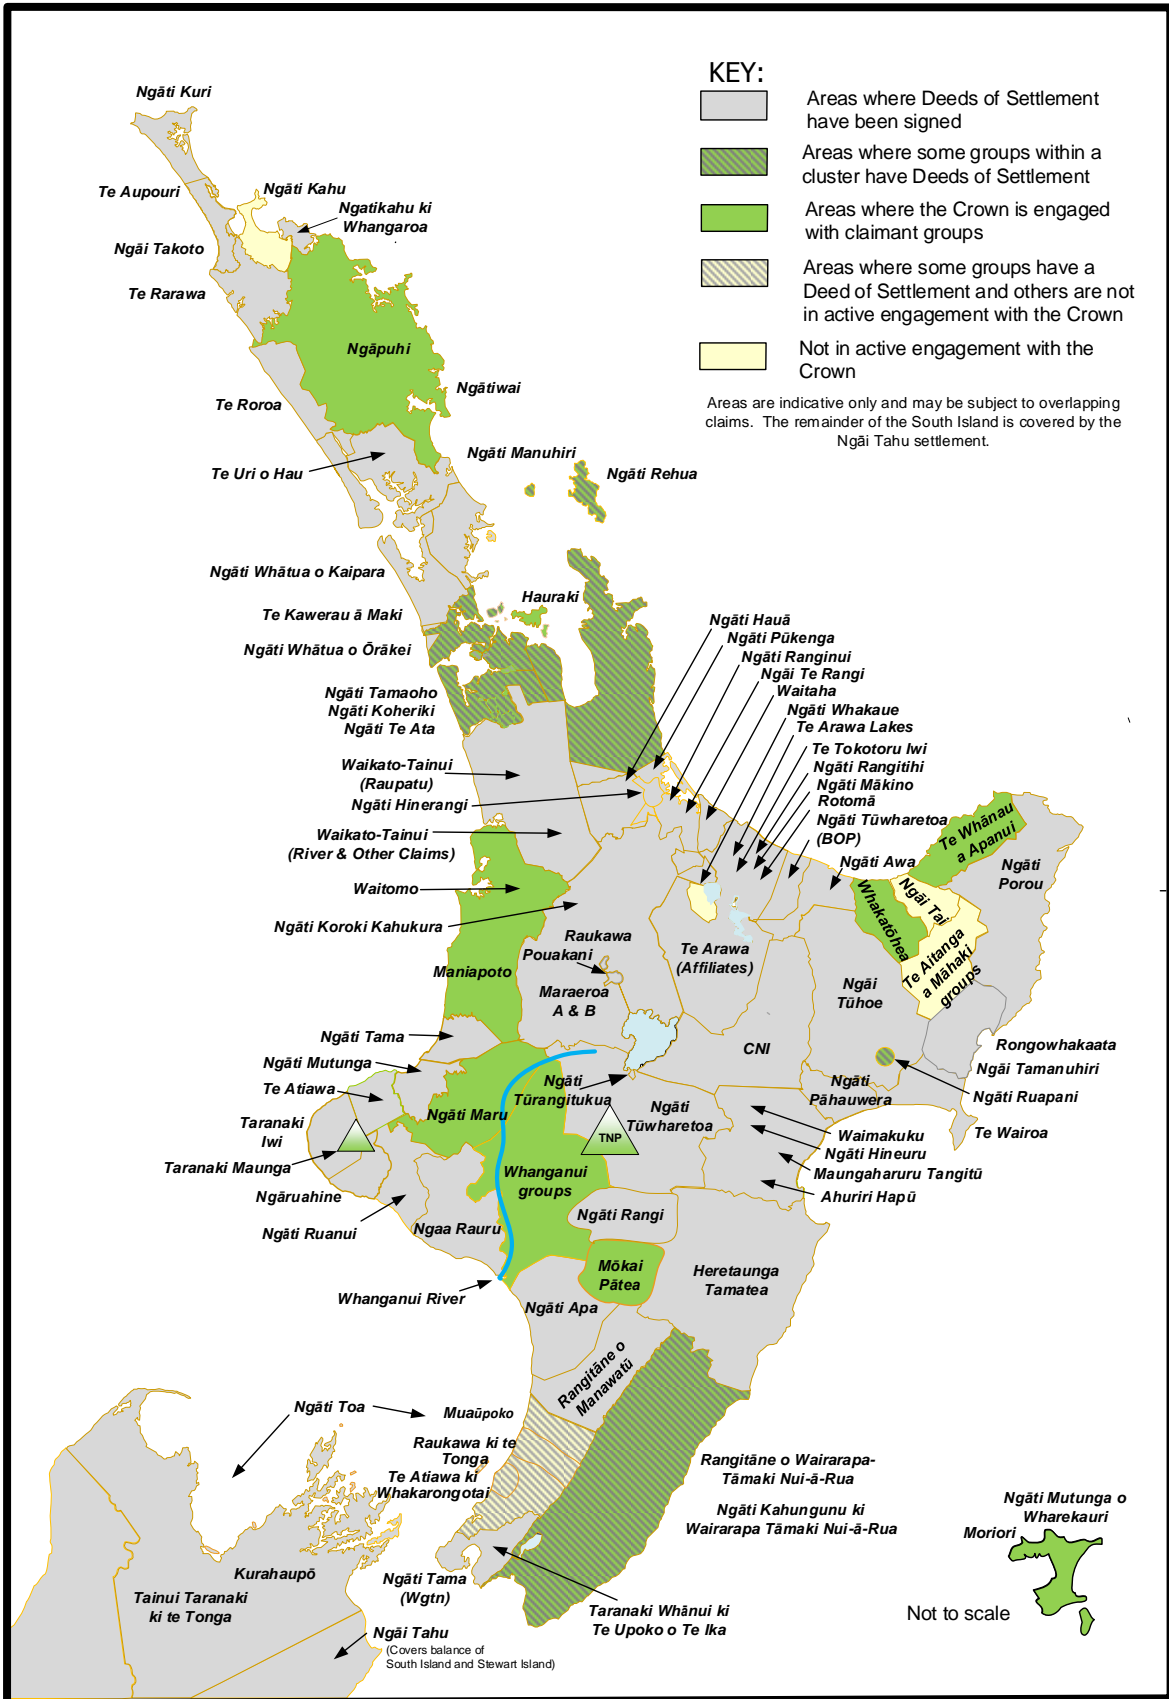 KEY:
Areas where Deeds of Settlement
have been signed
Areas where some groups within a
cluster have Deeds of Settlement
Areas where the Crown is engaged
with claimant groups
Areas where some groups have a
Deed of Settlement and others are not
in active engagement with the Crown
Not in active engagement with the
Crown
Areas are indicative only and may be subject to overlapping
claims. The remainder of the South Island is covered by the
Ngāi Tahu settlement.
Ngāti Kuri
Te Aupouri
Ngāti Kahu
Ngatikahu ki
Whangaroa
Ngāi Takoto
Te Rarawa
Ngāpuhi
Ngātiwai
Te Roroa
Ngāti Manuhiri
Te Uri o Hau
Ngāti Rehua
Ngāti Whātua o Kaipara
Hauraki
Te Kawerau ā Maki
Ngāti Whātua o Ōrākei
Ngāti Hauā
Ngāti Pūkenga
Ngāti Ranginui
Ngāi Te Rangi
Waitaha
Ngāti Whakaue
Te Arawa Lakes
Te Tokotoru Iwi
Ngāti Rangitihi
Ngāti Mākino
Rotomā
Ngāti Tūwharetoa
(BOP)
Ngāti Awa
Ngāti Tamaoho
Ngāti Koheriki
Ngāti Te Ata
Waikato-Tainui
(Raupatu)
Ngāti Hinerangi
Waikato-Tainui
(River & Other Claims)
Waitomo
Ngāti Koroki Kahukura
Te Whānau
a Apanui
Ngāti
Porou
Ngāi Tai
Whakatōhea
Te Aitanga
a Māhaki
groups
Raukawa
Pouakani
Maraeroa
A & B
Te Arawa
(Affiliates)
Ngāi
Tūhoe
Maniapoto
Ngāti Tama
CNI
Rongowhakaata
Ngāi Tamanuhiri
Ngāti Mutunga
Te Atiawa
Ngāti
Tūrangitukua
Ngāti
Pāhauwera
Ngāti Ruapani
Taranaki
Iwi
Ngāti Maru
Ngāti
Tūwharetoa
TNP
Te Wairoa
Waimakuku
Ngāti Hineuru
Maungaharuru Tangitū
Ahuriri Hapū
Taranaki Maunga
Whanganui
groups
Ngāruahine
Ngāti Ruanui
Ngaa Rauru
Ngāti Rangi
Mōkai
Pātea
Heretaunga
Tamatea
Whanganui River
Ngāti Apa
Rangitāne o
Manawatū
Ngāti Toa
Muaūpoko
Raukawa ki te
Tonga
Te Atiawa ki
Whakarongotai
Rangitāne o Wairarapa-
Tāmaki Nui-ā-Rua
Ngāti Kahungunu ki
Wairarapa Tāmaki Nui-ā-Rua
Ngāti Mutunga o
Wharekauri
Moriori
Not to scale
Kurahaupō
Tainui Taranaki
ki te Tonga
Ngāti Tama
(Wgtn)
Taranaki Whānui ki
Te Upoko o Te Ika
Ngāi Tahu
(Covers balance of
South Island and Stewart Island)